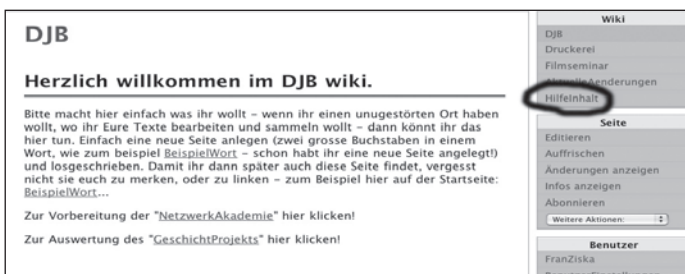 DJB
Herzlich willkommen im DJB wiki.
Bitte macht hier einfach was ihr wollt – wenn ihr einen unugestörten Ort haben
wollt, wo ihr Eure Texte bearbeiten und sammeln wollt – dann könnt ihr das
hier tun. Einfach eine neue Seite anlegen (zwei grosse Buchstaben in einem
Wort, wie zum beispiel BeispielWort – schon habt ihr eine neue Seite angelegt!)
und losgeschrieben. Damit ihr dann später auch diese Seite findet, vergesst
nicht sie euch zu merken, oder zu linken – zum Beispiel hier auf der Startseite:
BeispielWort...
Zur Vorbereitung der "NetzwerkAkademie" hier klicken!
Zur Auswertung des "GeschichtProjekts" hier klicken!
Wiki
DJB
Druckerei
Filmseminar
AktuelleAenderungen
HilfeInhalt
Seite
Editieren
Auffrischen
Änderungen anzeigen
Infos anzeigen
Abonnieren
Weitere Aktionen:
Benutzer
FranZiska